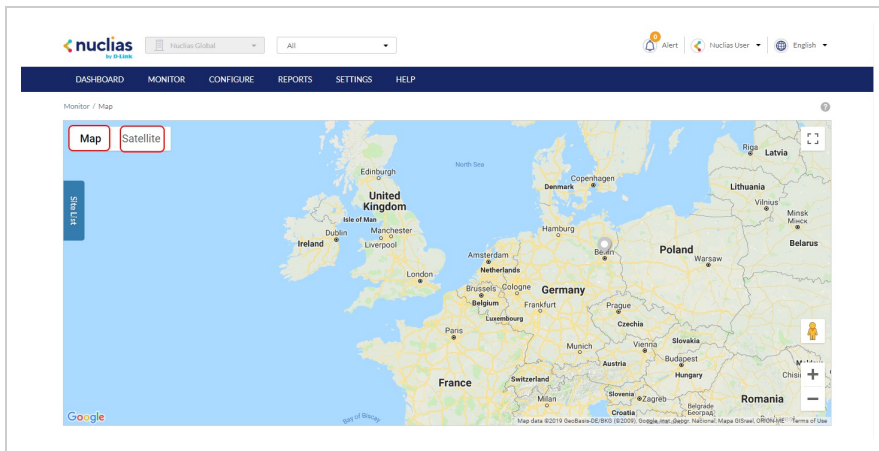 nuclias
by D-Link
Nuclias Global
All
0
Alert
Nuclias User
English
DASHBOARD MONITOR CONFIGURE REPORTS SETTINGS HELP
Monitor / Map
?
Map Satellite
Site List
North Sea
Edinburgh
United
Kingdom
Isle of Man
Dublin
Manchester
Ireland
Liverpool
London
Copenhagen
Denmark
Riga
Latvia
Lithuania
Vilnius
Minsk
Мінск
Belarus
Hamburg
Berlin
Poland
Warsaw
Amsterdam
Netherlands
Brussels
Cologne
Germany
Belgium
Frankfurt
Luxembourg
Prague
Czechia
Paris
Munich
Vienna
Slovakia
Austria
Budapest
Hungary
France
Switzerland
Milan
Slovenia
Zagreb
Croatia
Belgrade
Београд
Romania
Bay of Biscay
Google
Map data ©2019 GeoBasis-DE/BKG (©2009), Google, Inst. Geogr. Nacional, Mapa GISrael, ORION-ME
Terms of Use